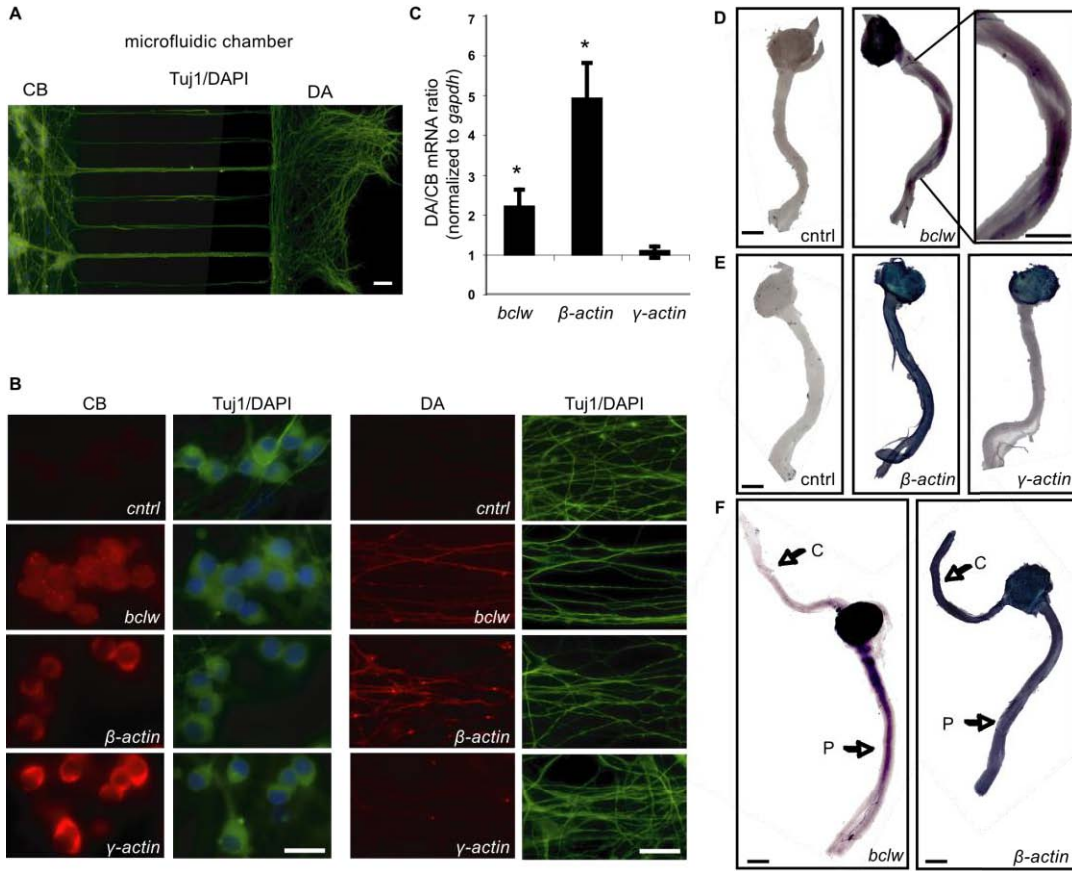 A
microfluidic chamber
Tuj1/DAPI
CB
DA
C
DA/CB mRNA ratio
(normalized to gapdh)
7
6
5
4
3
2
1
0
*
*
bclw
β-actin
γ-actin
D
cntrl
bclw
E
cntrl
β-actin
γ-actin
B
CB
Tuj1/DAPI
DA
Tuj1/DAPI
cntrl
cntrl
bclw
bclw
β-actin
β-actin
γ-actin
γ-actin
F
C
P
bclw
C
P
β-actin